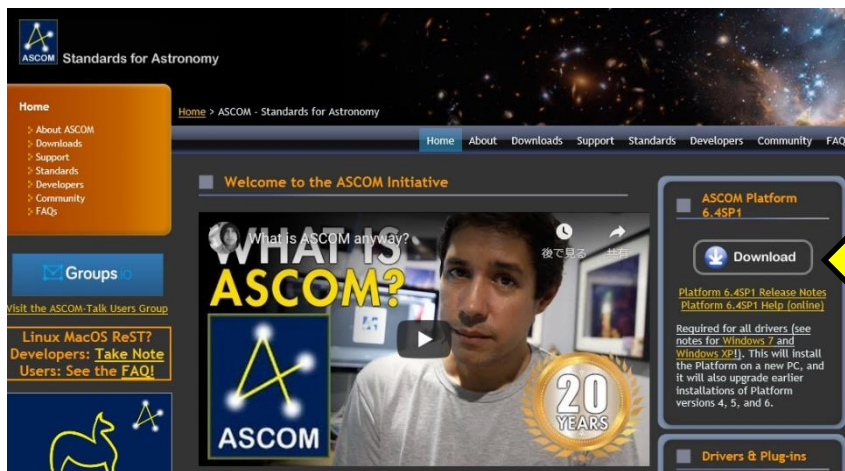 ASCOM
Standards for Astronomy
Home
About ASCOM
Downloads
Support
Standards
Developers
Community
FAQs
Home > ASCOM - Standards for Astronomy
Home About Downloads Support Standards Developers Community FAQ
Groups.io
Visit the ASCOM-Talk Users Group
Linux MacOS ReST?
Developers: Take Note
Users: See the FAQ!
Welcome to the ASCOM Initiative
What is ASCOM anyway?
後で見る
共有
WHAT IS
ASCOM?
ASCOM
20
YEARS
ASCOM Platform
6.4SP1
Download
Platform 6.4SP1 Release Notes
Platform 6.4SP1 Help (online)
Required for all drivers (see
notes for Windows 7 and
Windows XP!). This will install
the Platform on a new PC, and
it will also upgrade earlier
installations of Platform
versions 4, 5, and 6.
Drivers & Plug-ins